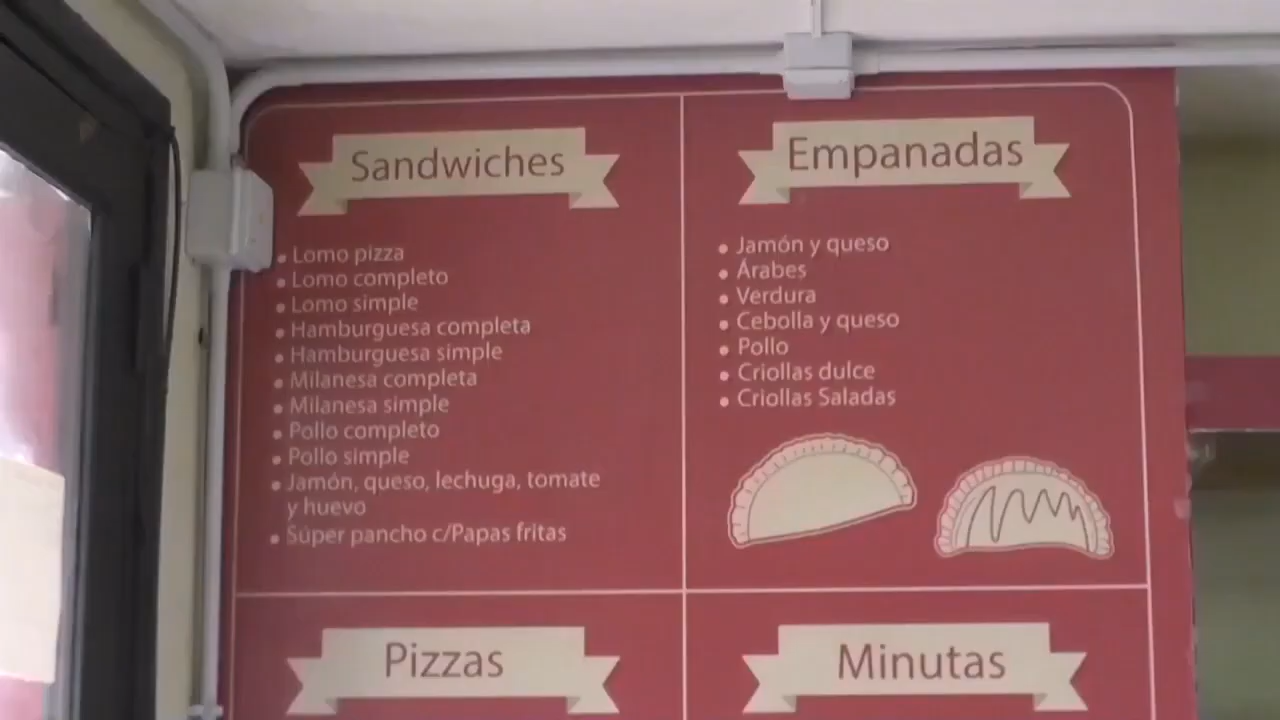 Sandwiches
• Lomo pizza
• Lomo completo
• Lomo simple
• Hamburguesa completa
• Hamburguesa simple
• Milanesa completa
• Milanesa simple
• Pollo completo
• Pollo simple
• Jamón, queso, lechuga, tomate
y huevo
• Súper pancho c/Papas fritas
Empanadas
• Jamón y queso
• Árabes
• Verdura
• Cebolla y queso
• Pollo
• Criollas dulce
• Criollas Saladas
Pizzas
Minutas